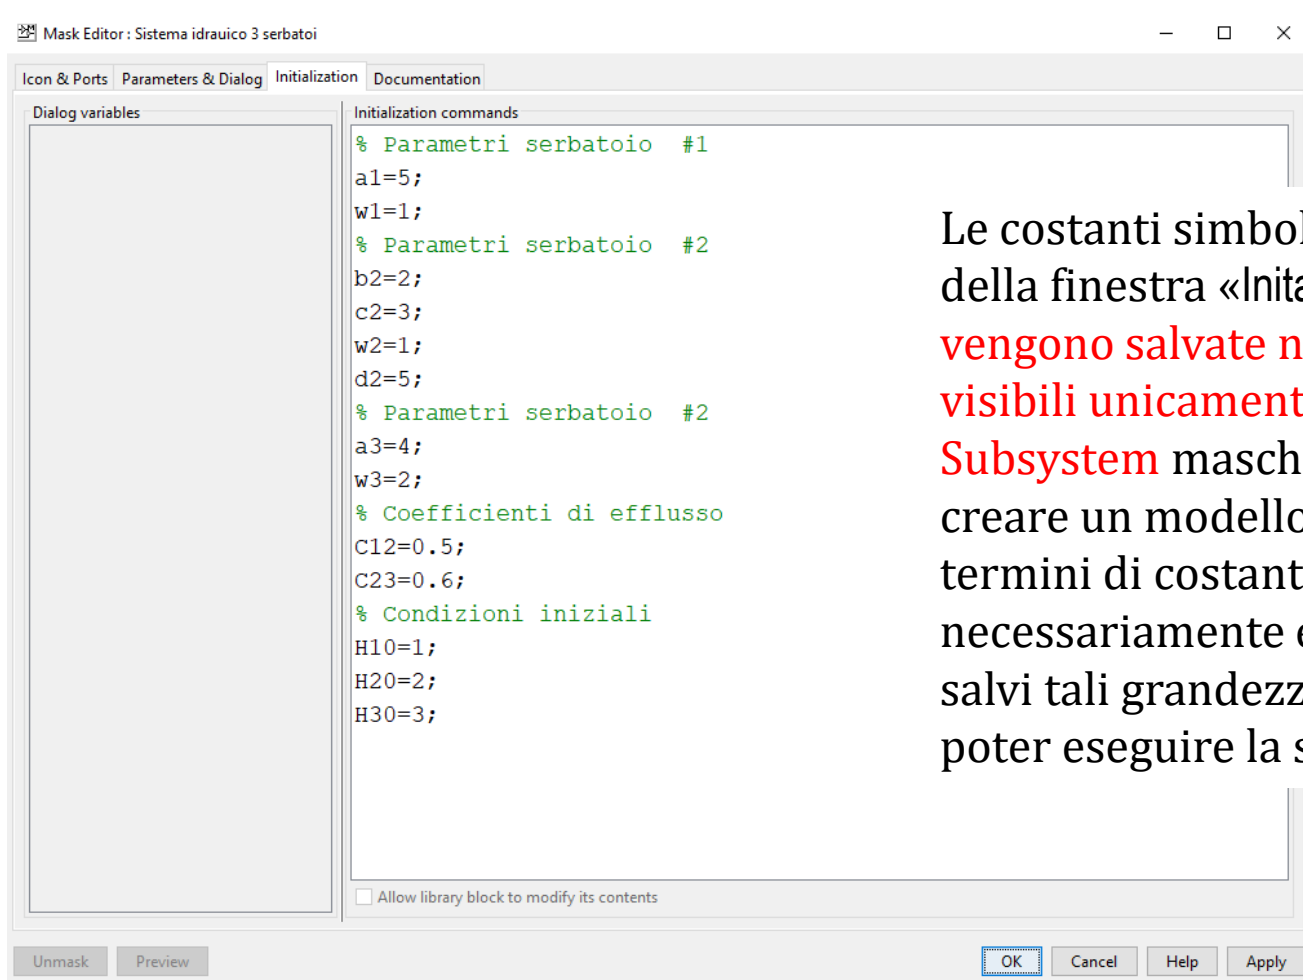 Mask Editor : Sistema idrauico 3 serbatoi
Icon & Ports Parameters & Dialog Initialization Documentation
Dialog variables
Initialization commands
% Parametri serbatoio #1
a1=5;
w1=1;
% Parametri serbatoio #2
b2=2;
c2=3;
w2=1;
d2=5;
% Parametri serbatoio #2
a3=4;
w3=2;
% Coefficienti di efflusso
C12=0.5;
C23=0.6;
% Condizioni iniziali
H10=1;
H20=2;
H30=3;
Le costanti simbol
della finestra «Inita
vengono salvate n
visibili unicament
Subsystem masch
creare un modello
termini di costant
necessariamente e
salvi tali grandezz
poter eseguire la s
Allow library block to modify its contents
Unmask Preview OK Cancel Help Apply